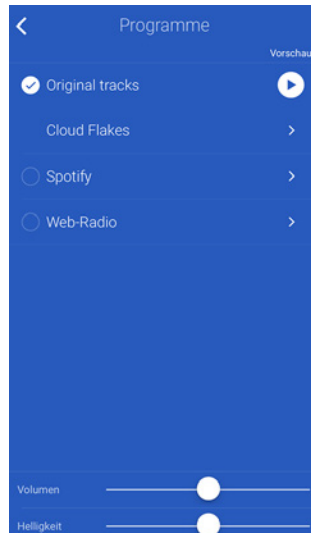 Programme
Vorschau
Original tracks
Cloud Flakes
Spotify
Web-Radio
Volumen
Helligkeit